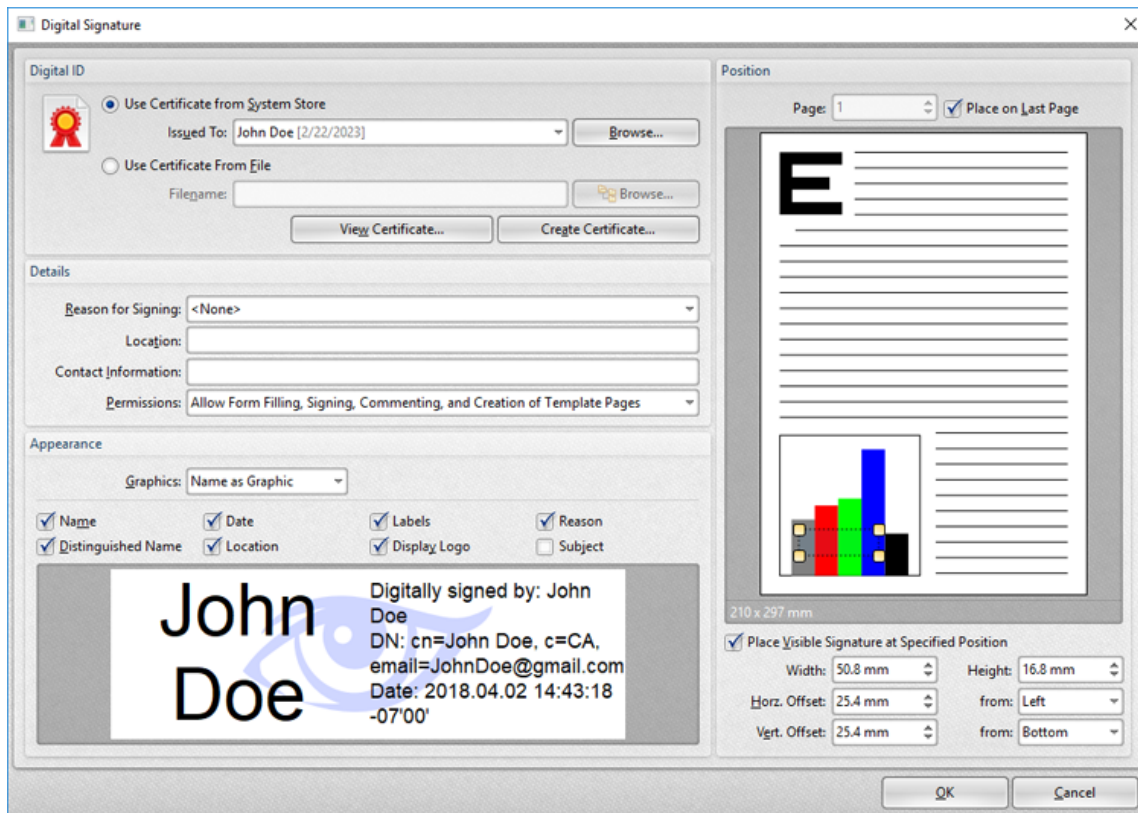 Digital Signature
Digital ID
Use Certificate from System Store
Issued To: John Doe [2/22/2023] Browse...
Use Certificate From File
Filename: Browse...
View Certificate... Create Certificate...
Details
Reason for Signing: <None>
Location:
Contact Information:
Permissions: Allow Form Filling, Signing, Commenting, and Creation of Template Pages
Appearance
Graphics: Name as Graphic
Name Date Labels Reason
Distinguished Name Location Display Logo Subject
John
Doe
Digitally signed by: John
Doe
DN: cn=John Doe, c=CA,
email=JohnDoe@gmail.com
Date: 2018.04.02 14:43:18
-07'00'
Position
Page: 1 Place on Last Page
E
210 x 297 mm
Place Visible Signature at Specified Position
Width: 50.8 mm Height: 16.8 mm
Horz. Offset: 25.4 mm from: Left
Vert. Offset: 25.4 mm from: Bottom
OK Cancel